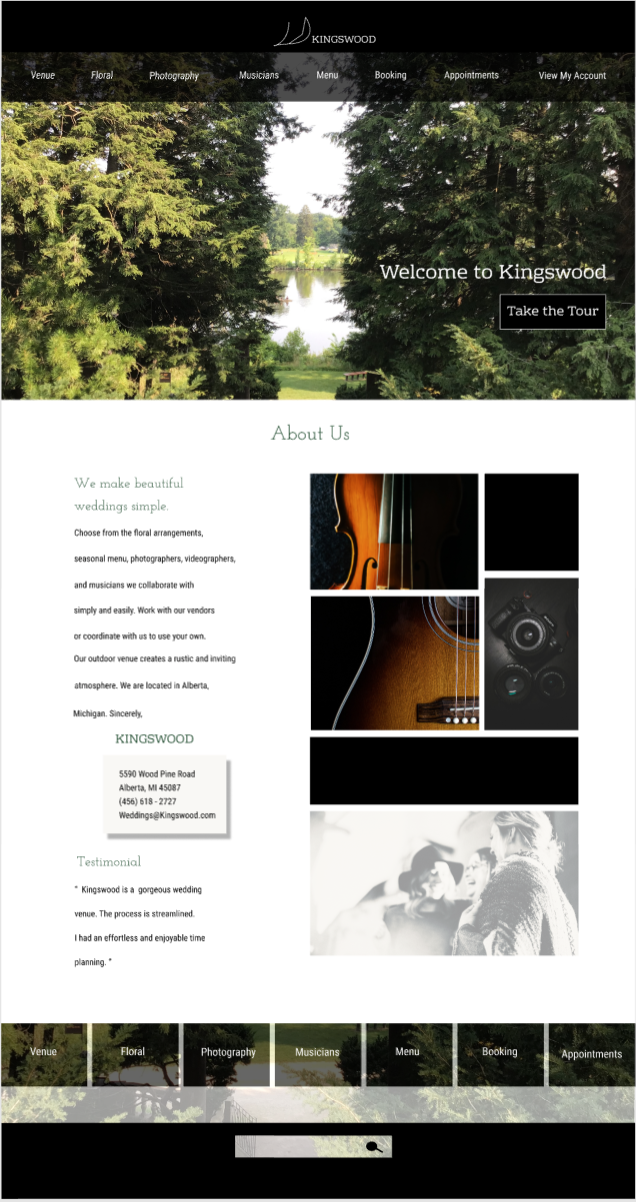 KINGSWOOD
Venue Floral Photography Musicians Menu Booking Appointments View My Account
Welcome to Kingswood
Take the Tour
About Us
We make beautiful
weddings simple.
Choose from the floral arrangements,
seasonal menu, photographers, videographers,
and musicians we collaborate with
simply and easily. Work with our vendors
or coordinate with us to use your own.
Our outdoor venue creates a rustic and inviting
atmosphere. We are located in Alberta,
Michigan. Sincerely,
KINGSWOOD
5590 Wood Pine Road
Alberta, MI 45087
(456) 618 - 2727
Weddings@Kingswood.com
Testimonial
" Kingswood is a gorgeous wedding
venue. The process is streamlined.
I had an effortless and enjoyable time
planning. "
Venue Floral Photography Musicians Menu Booking Appointments